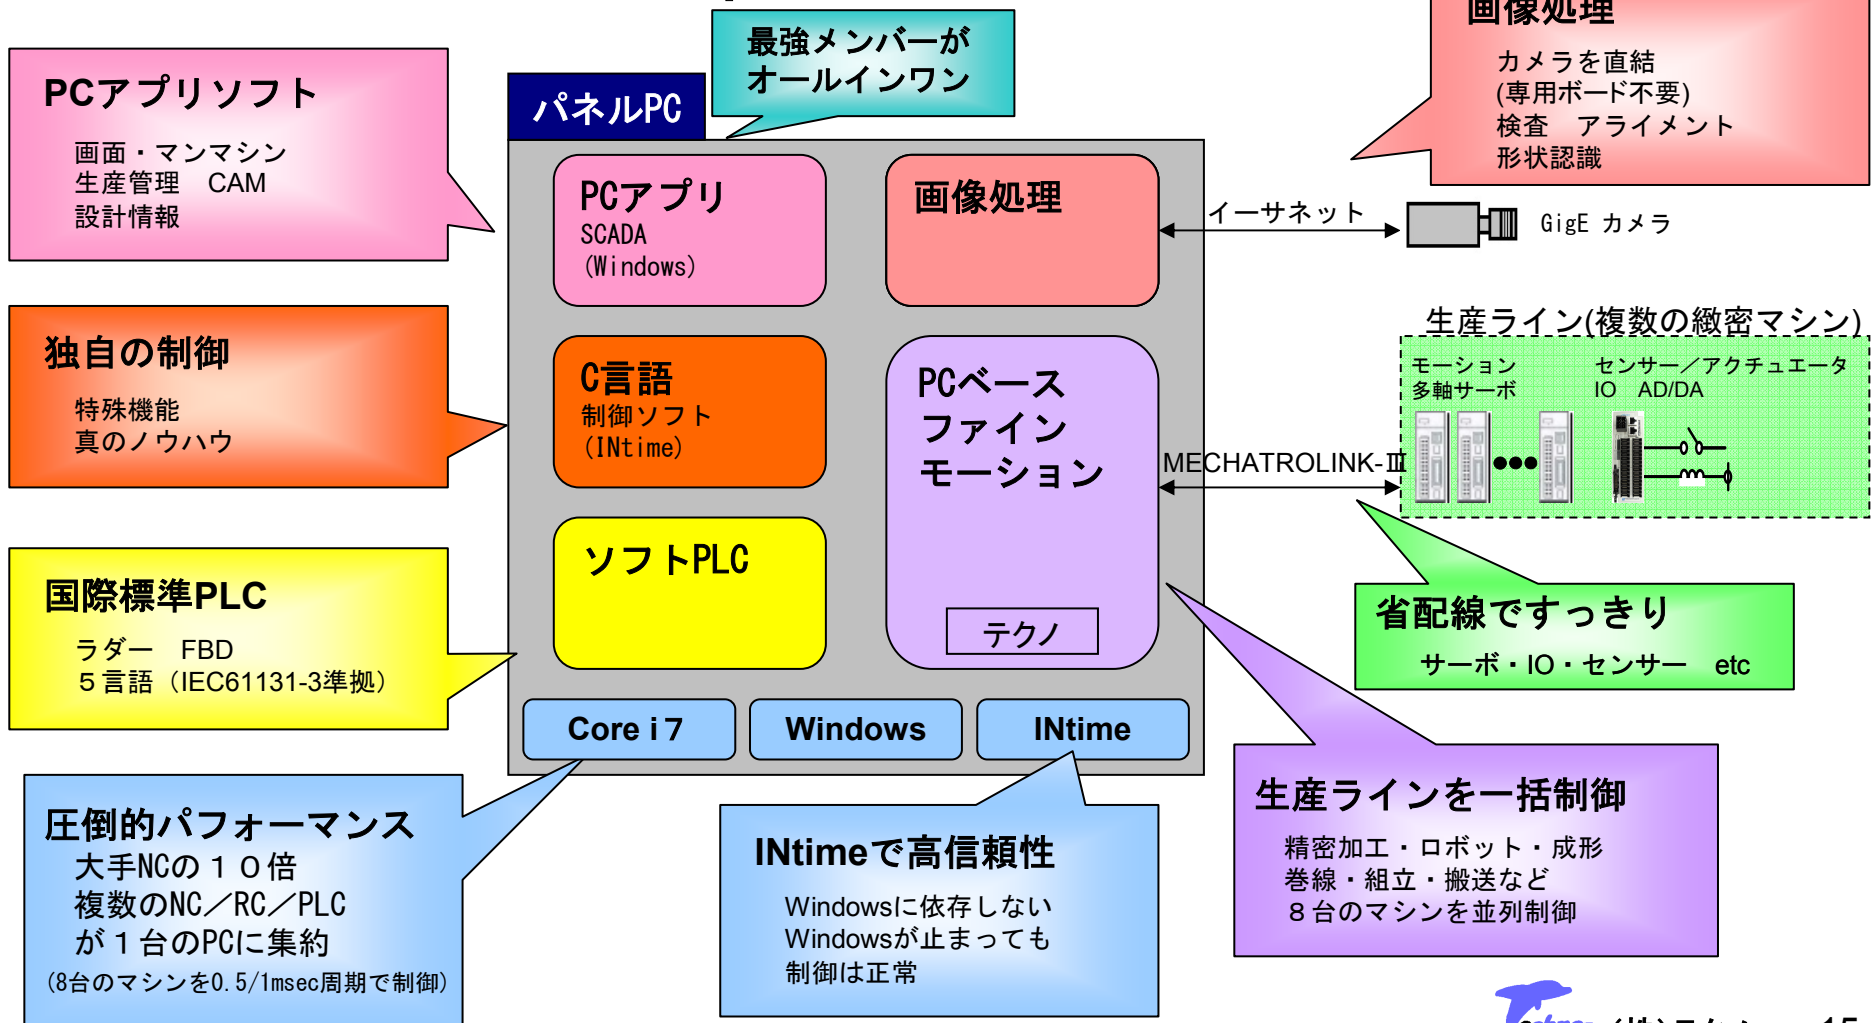 最強メンバーが
オールインワン
画像処理
カメラを直結
(専用ボード不要)
検査　アライメント
形状認識
PCアプリソフト
画面・マンマシン
生産管理　CAM
設計情報
パネルPC
PCアプリ
SCADA
(Windows)
画像処理
イーサネット
GigE カメラ
独自の制御
特殊機能
真のノウハウ
C言語
制御ソフト
(INtime)
PCベース
ファイン
モーション
テクノ
MECHATROLINK-Ⅲ
生産ライン(複数の緻密マシン)
モーション
多軸サーボ
センサー／アクチュエータ
IO　AD/DA
国際標準PLC
ラダー　FBD
５言語（IEC61131-3準拠）
ソフトPLC
省配線ですっきり
サーボ・IO・センサー　etc
Core i７
Windows
INtime
圧倒的パフォーマンス
大手NCの１０倍
複数のNC／RC／PLC
が１台のPCに集約
(8台のマシンを0.5/1msec周期で制御)
INtimeで高信頼性
Windowsに依存しない
Windowsが止まっても
制御は正常
生産ラインを一括制御
精密加工・ロボット・成形
巻線・組立・搬送など
８台のマシンを並列制御